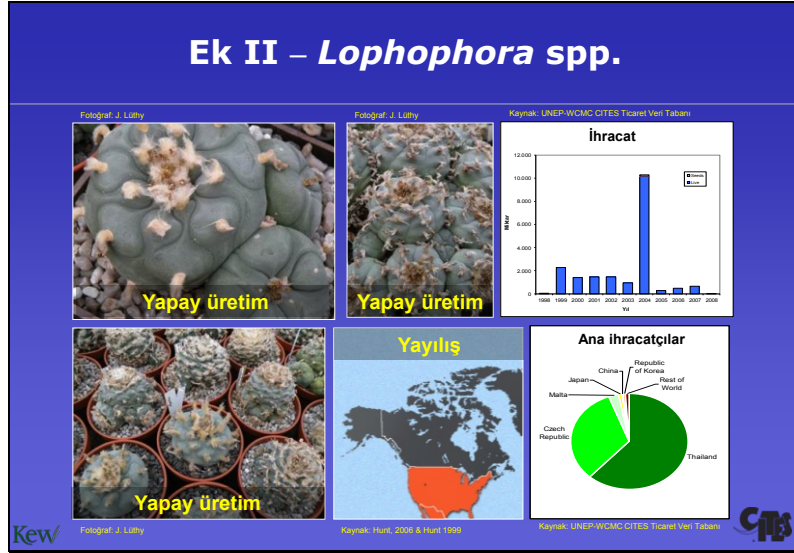 Ek II – Lophophora spp.
Fotoğraf: J. Lüthy
Fotoğraf: J. Lüthy
Kaynak: UNEP-WCMC CITES Ticaret Veri Tabanı
Yapay üretim
Yapay üretim
İhracat
12.000
10.000
8.000
6.000
4.000
2.000
0
Miktar
Seeds
Live
1998 1999 2000 2001 2002 2003 2004 2005 2006 2007 2008
Yıl
Yapay üretim
Yayılış
Ana ihracatçılar
Republic
of Korea
China
Rest of
World
Japan
Malta
Czech
Republic
Thailand
Kew
Fotoğraf: J. Lüthy
Kaynak: Hunt, 2006 & Hunt 1999
Kaynak: UNEP-WCMC CITES Ticaret Veri Tabanı
CITES